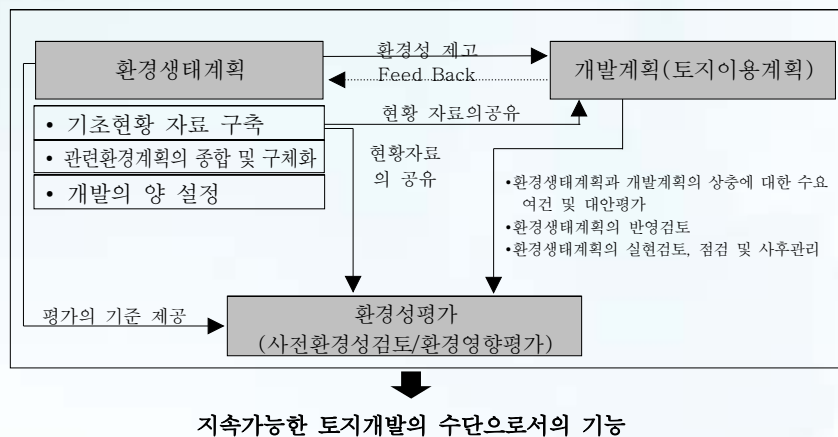 환경생태계획
환경성 제고
Feed Back
개발계획(토지이용계획)
• 기초현황 자료 구축
• 관련환경계획의 종합 및 구체화
• 개발의 양 설정
현황 자료의공유
현황자료
의 공유
•환경생태계획과 개발계획의 상충에 대한 수요
여건 및 대안평가
•환경생태계획의 반영검토
•환경생태계획의 실현검토, 점검 및 사후관리
평가의 기준 제공
환경성평가
(사전환경성검토/환경영향평가)
지속가능한 토지개발의 수단으로서의 기능